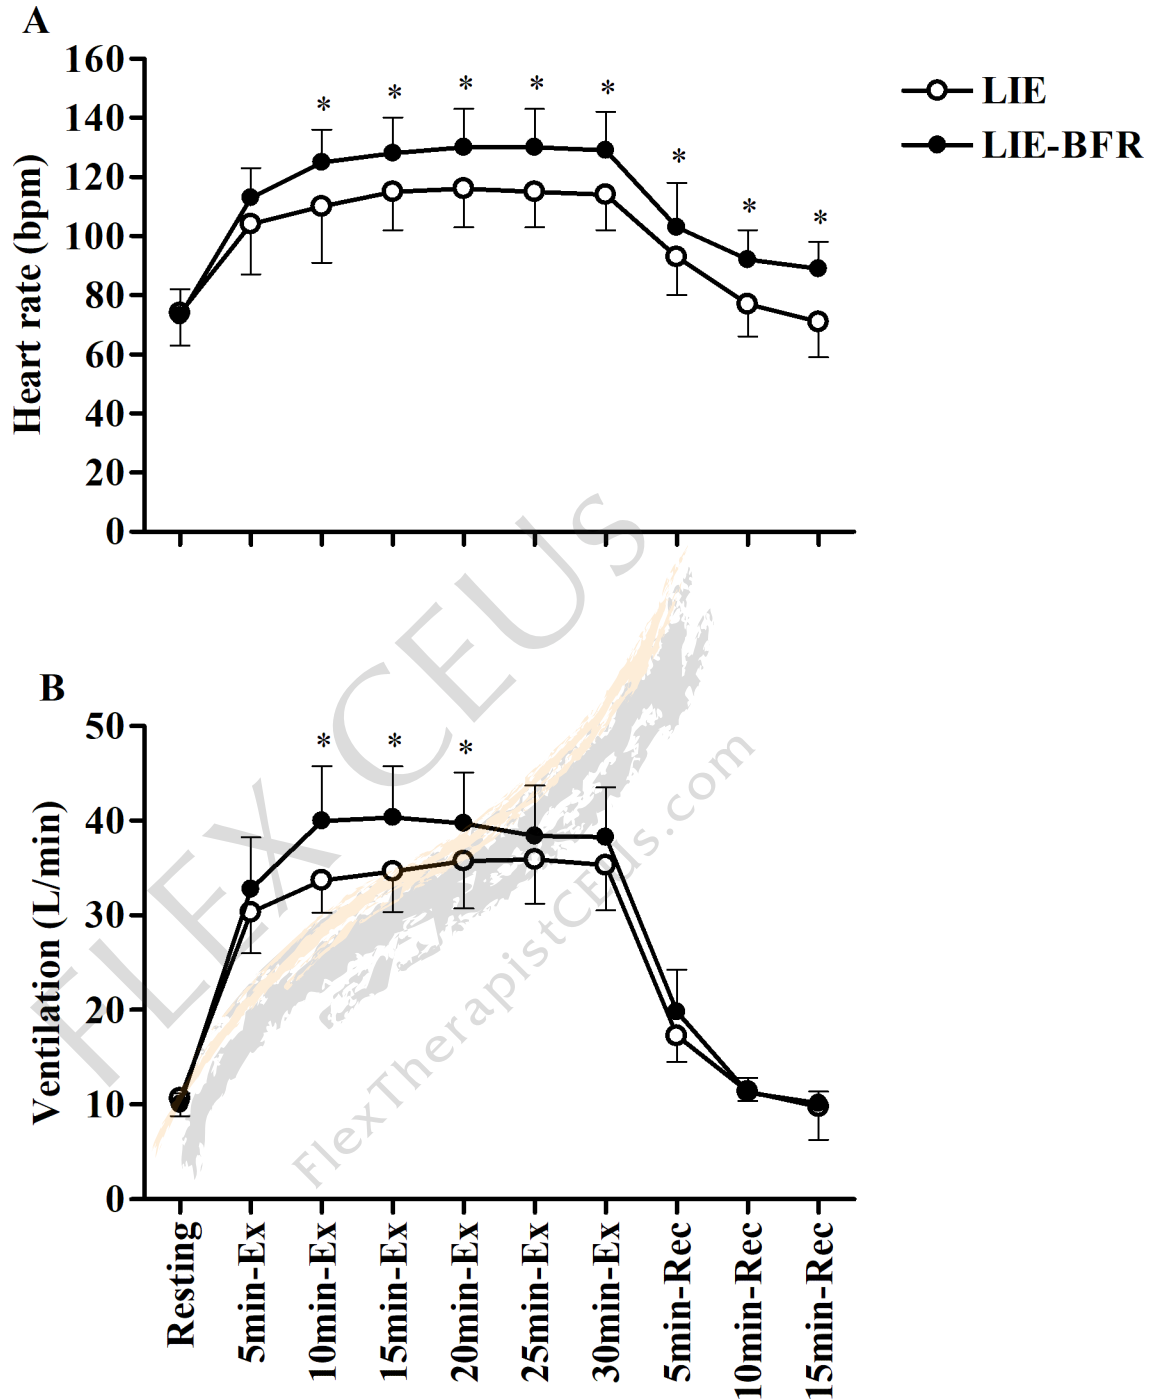 A
160
140
120
100
80
60
40
20
0
Heart rate (bpm)
* * * * * * * * *
LIE
LIE-BFR
FLEX CEUs
FlexTherapistCEUs.com
B
50
40
30
20
10
0
Ventilation (L/min)
* * *
Resting
5min-Ex
10min-Ex
15min-Ex
20min-Ex
25min-Ex
30min-Ex
5min-Rec
10min-Rec
15min-Rec